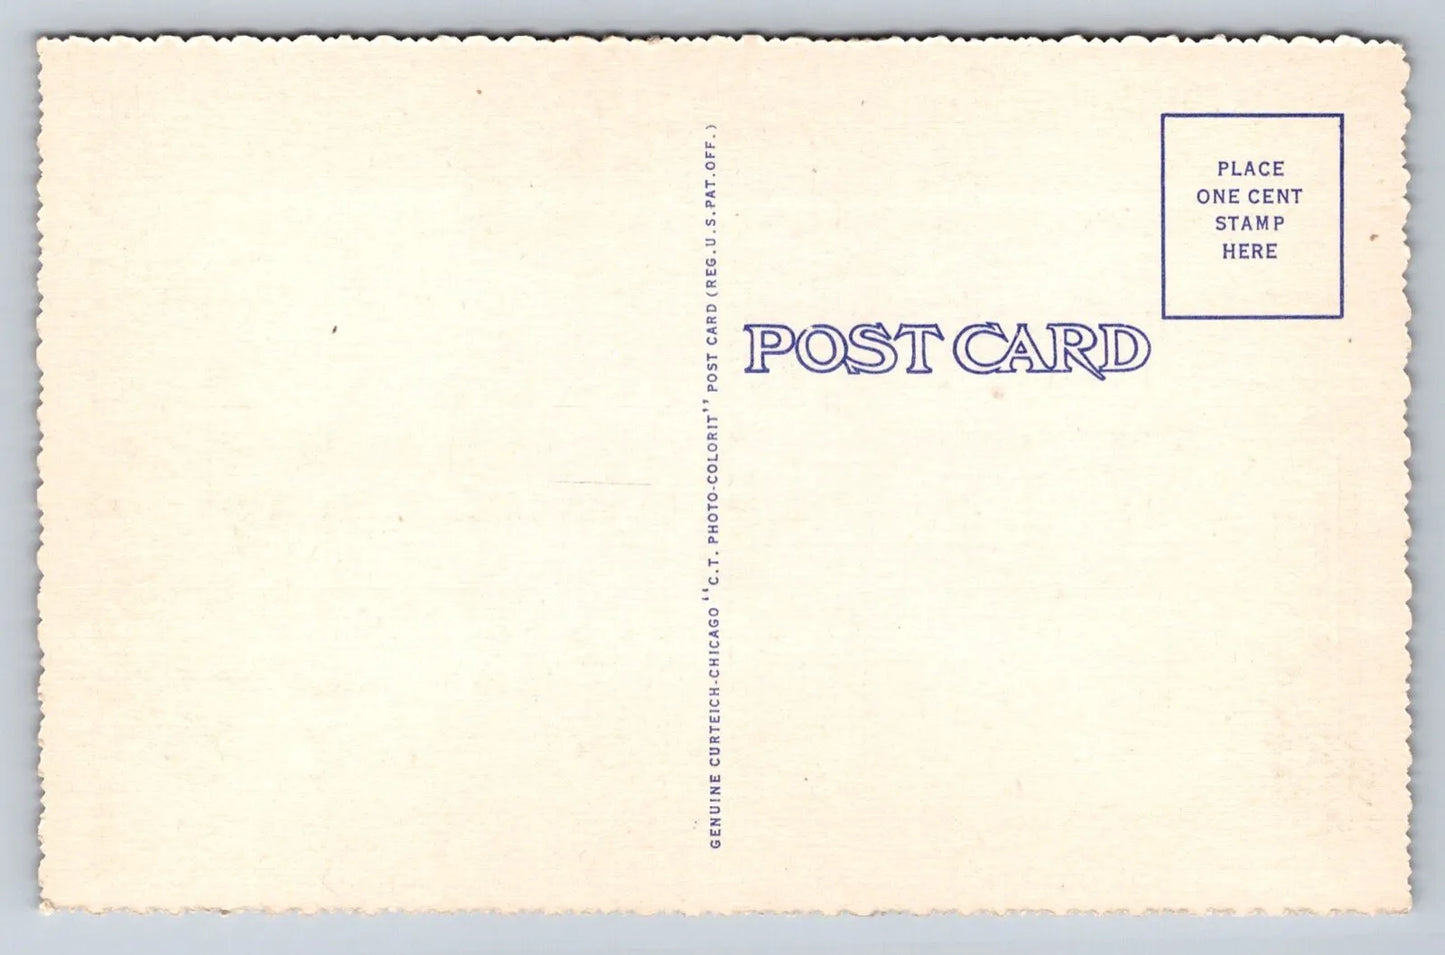 GENUINE CURTEICH-CHICAGO "C.T. PHOTO-COLORIT" POST CARD (REG. U.S. PAT. OFF.)
PLACE
ONE CENT
STAMP
HERE
POST CARD